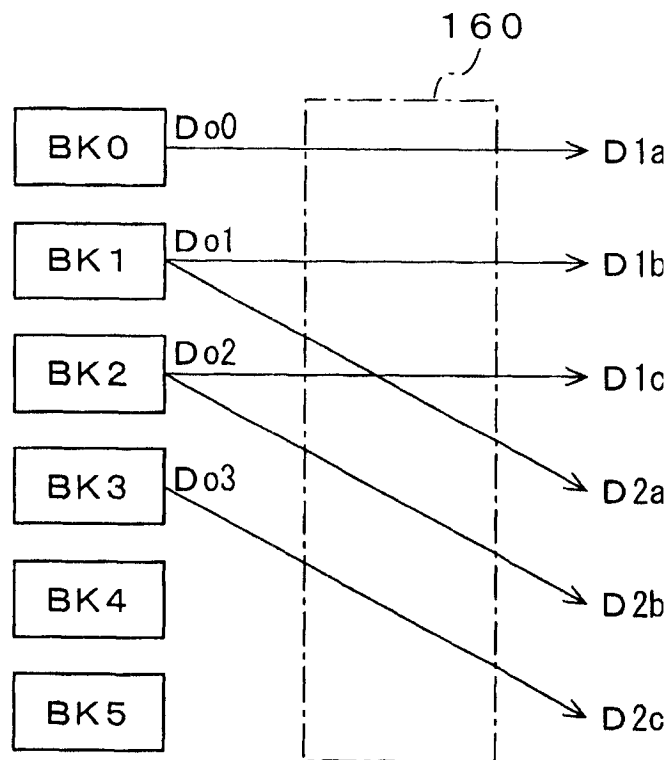 160
BK0 Do0 D1a
BK1 Do1 D1b
BK2 Do2 D1c
BK3 Do3 D2a
BK4 D2b
BK5 D2c